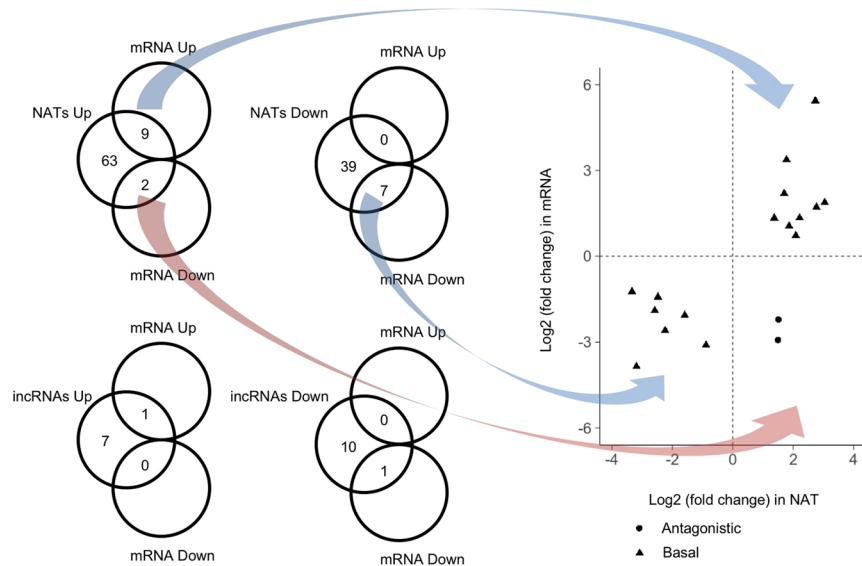 mRNA Up
NATs Up
9
63
2
mRNA Down
mRNA Up
NATs Down
0
39
7
mRNA Down
mRNA Up
incRNAs Up
1
7
0
mRNA Down
mRNA Up
incRNAs Down
0
10
1
mRNA Down
Log2 (fold change) in mRNA
6
3
0
-3
-6
-4
-2
0
2
4
Log2 (fold change) in NAT
Antagonistic
Basal